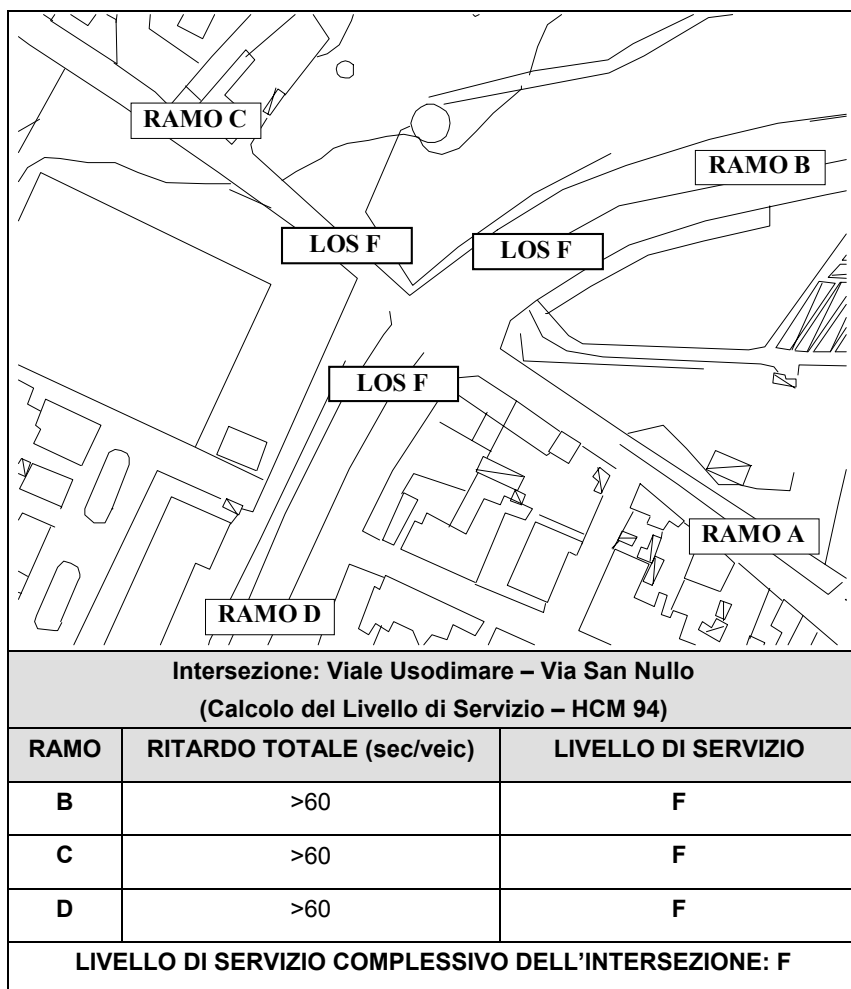 RAMO C
RAMO B
LOS F
LOS F
LOS F
RAMO A
RAMO D
Intersezione: Viale Usodimare – Via San Nullo
(Calcolo del Livello di Servizio – HCM 94)
RAMO RITARDO TOTALE (sec/veic) LIVELLO DI SERVIZIO
B >60 F
C >60 F
D >60 F
LIVELLO DI SERVIZIO COMPLESSIVO DELL’INTERSEZIONE: F